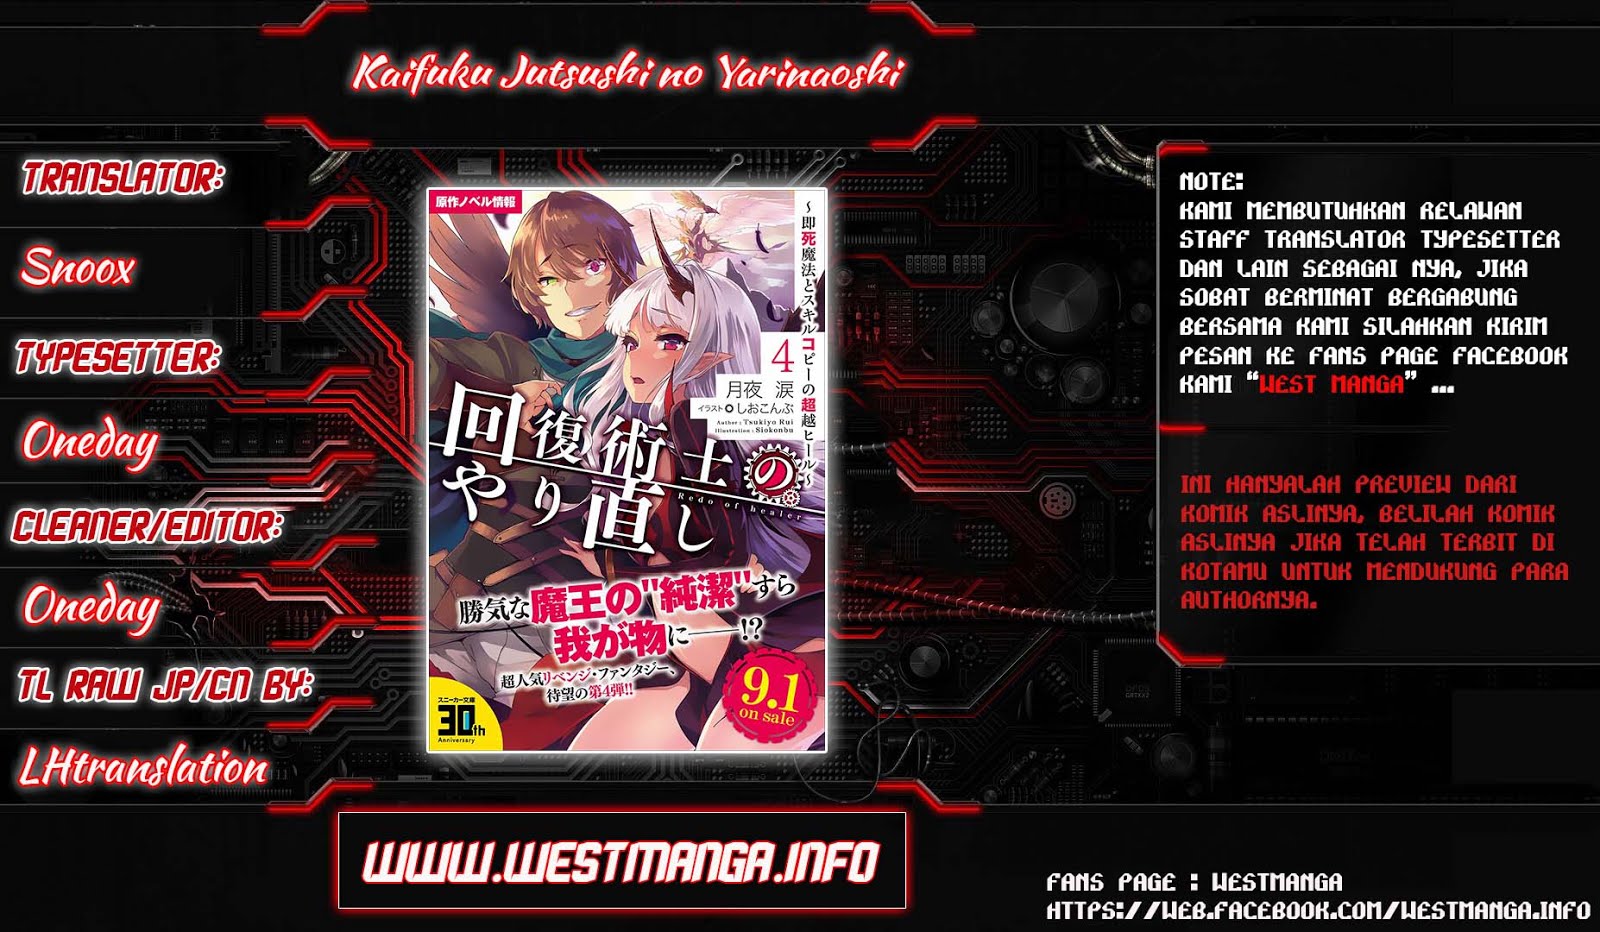 Kaifuku Jutsushi no Yarinaoshi
TRANSLATOR:
Snoox
TYPESETTER:
Oneday
CLEANER/EDITOR:
Oneday
TL RAW JP/CN BY:
LHtranslation
原作ノベル情報
～即死魔法とスキルコピーの超越ヒール～
4
月夜 涙
イラスト しおこんぶ
Author : Tsukiyo Rui
Illustration : Siokonbu
回復術士の
やり直し
Redo of healer
勝気な魔王の"純潔"すら
我が物に――!?
超人気リベンジ・ファンタジー、
待望の第4弾!!
9.1
on sale
スニーカー文庫
30th
Anniversary
WWW.WESTMANGA.INFO
NOTE:
KAMI MEMBUTUHKAN RELAWAN
STAFF TRANSLATOR TYPESETTER
DAN LAIN SEBAGAI NYA, JIKA
SOBAT BERMINAT BERGABUNG
BERSAMA KAMI SILAHKAN KIRIM
PESAN KE FANS PAGE FACEBOOK
KAMI “WEST MANGA” ...
INI HANYALAH PREVIEW DARI
KOMIK ASLINYA, BELILAH KOMIK
ASLINYA JIKA TELAH TERBIT DI
KOTAMU UNTUK MENDUKUNG PARA
AUTHORNYA.
FANS PAGE : WESTMANGA
HTTPS://WEB.FACEBOOK.COM/WESTMANGA.INFO